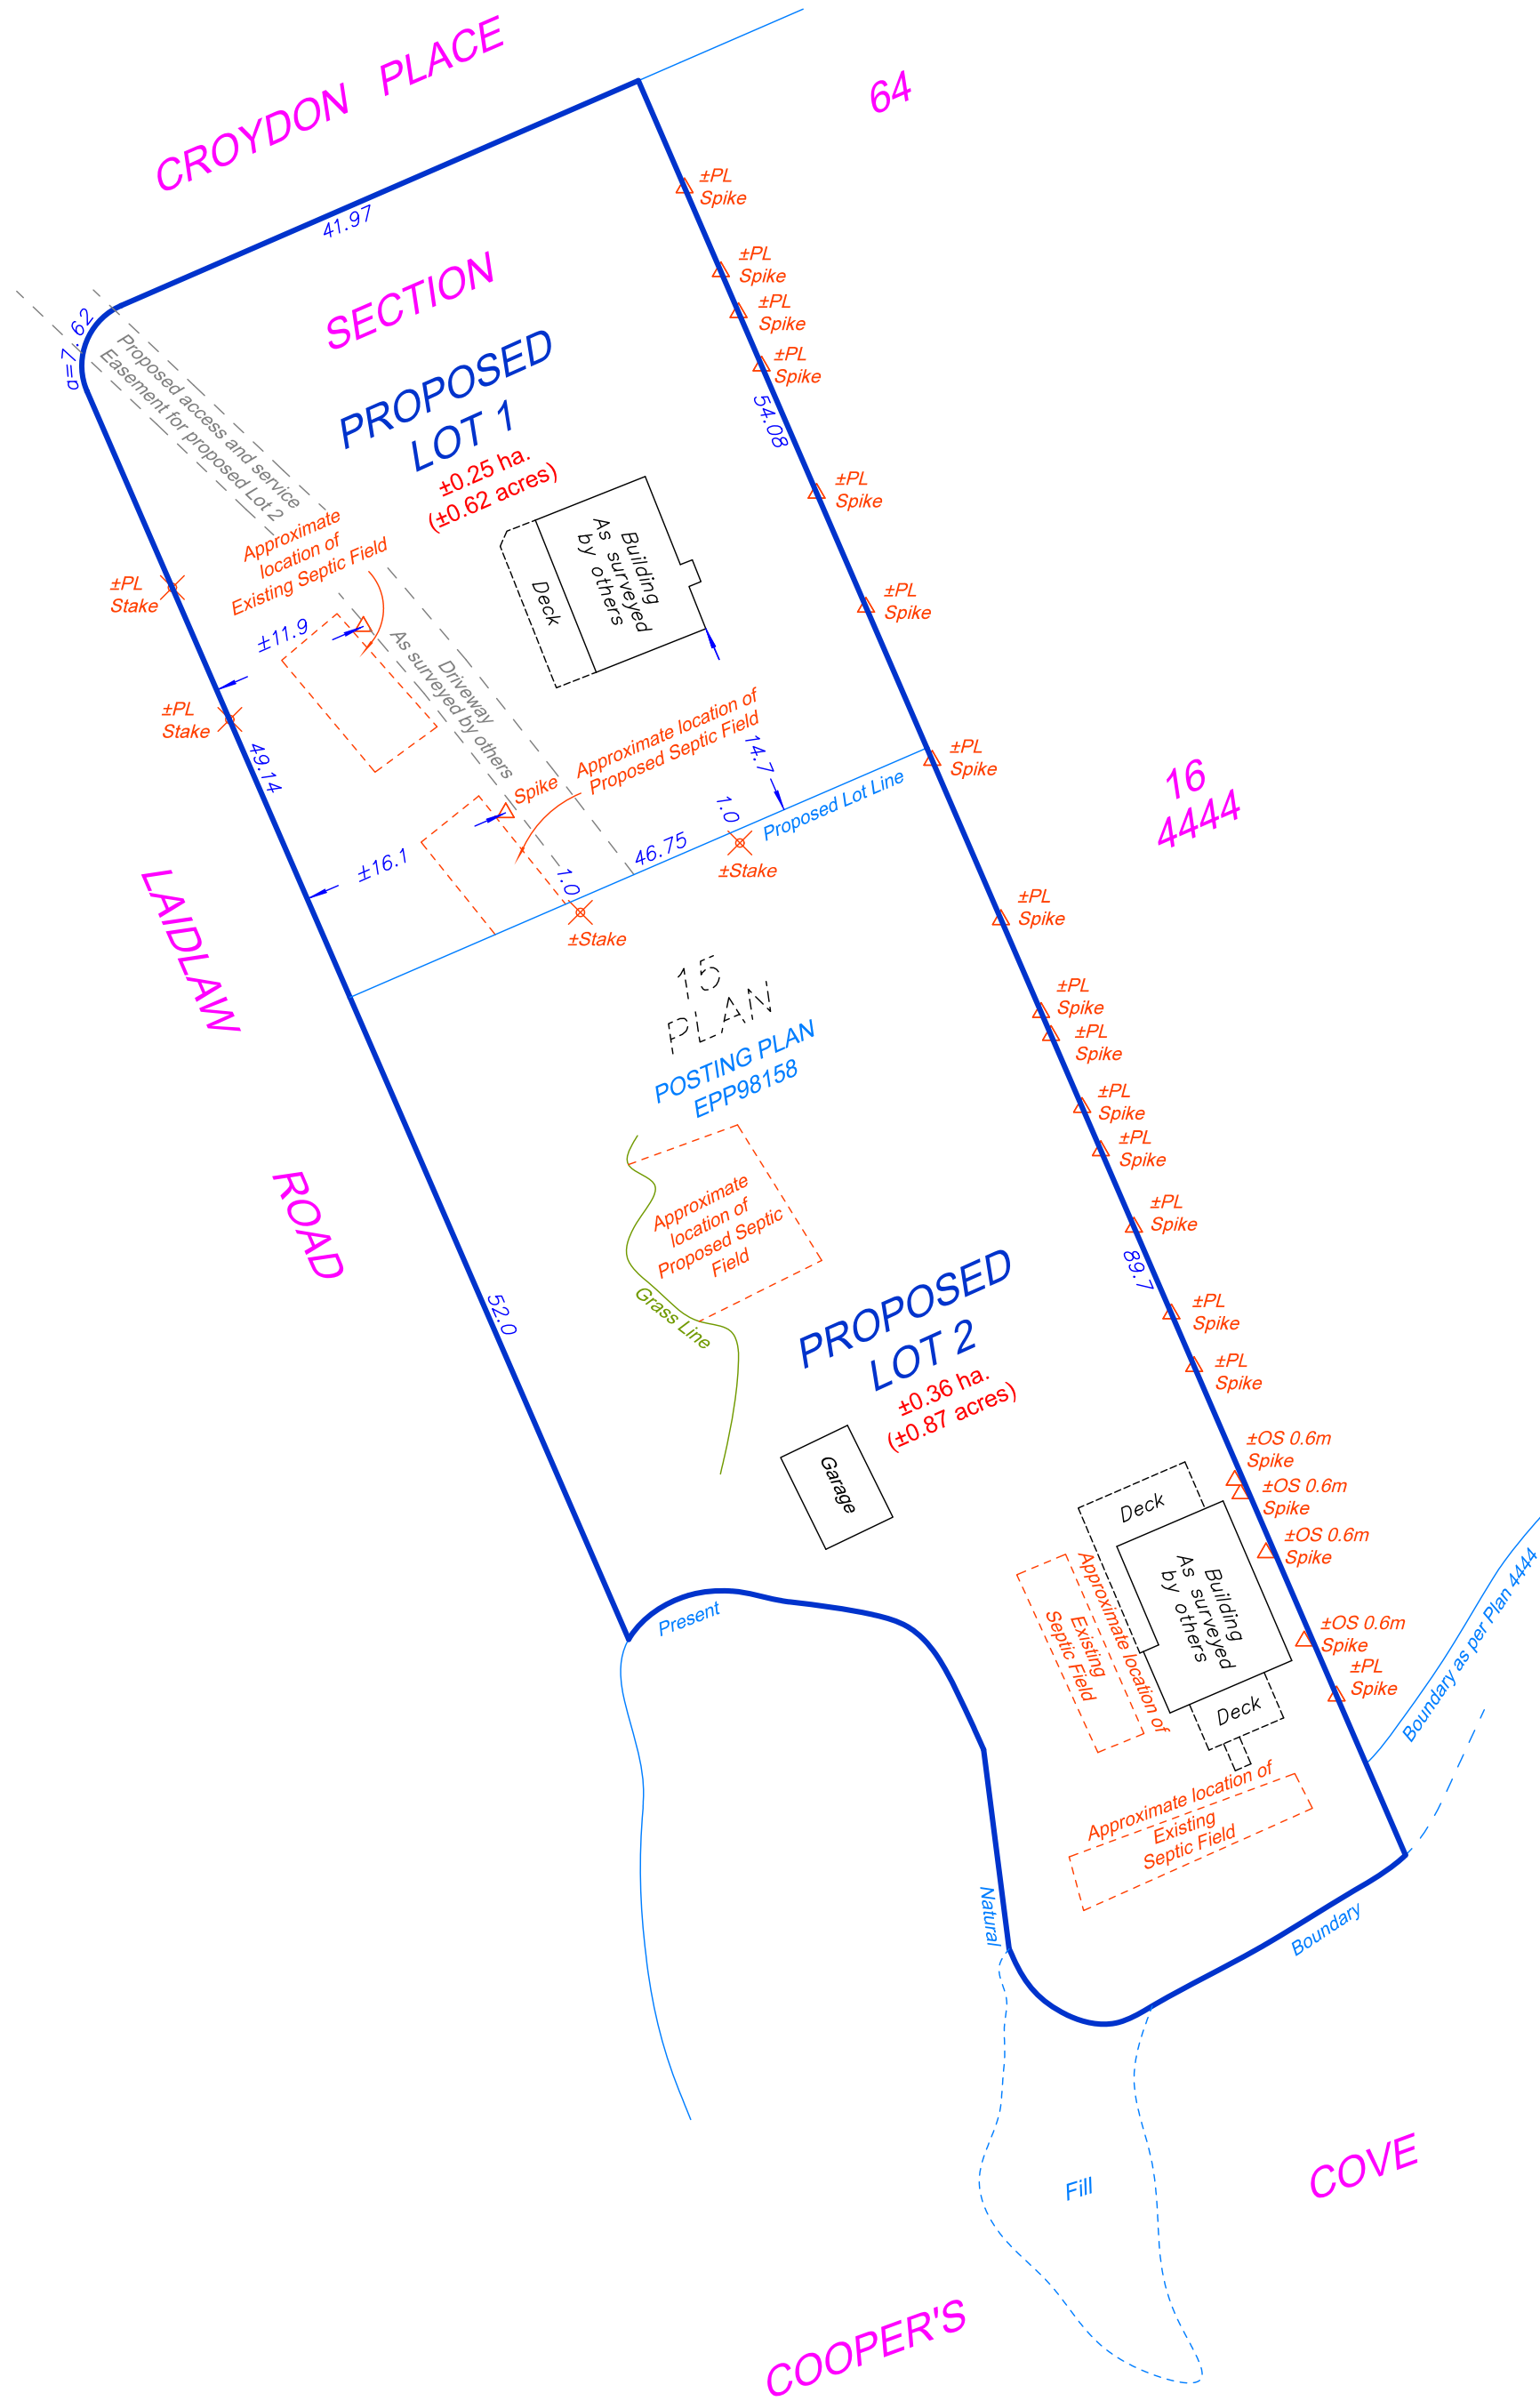 CROYDON PLACE
64
41.97
SECTION
PROPOSED
LOT 1
±0.25 ha.
(±0.62 acres)
a=7.62
Proposed access and service
Easement for proposed Lot 2
±PL
Spike
±PL
Spike
±PL
Spike
±PL
Spike
54.08
±PL
Spike
±PL
Spike
±PL
Spike
Building
As surveyed
by others
Deck
Approximate
location of
Existing Septic Field
±PL
Stake
±11.9
±PL
Stake
49.14
Driveway
As surveyed by others
Spike
Approximate location of
Proposed Septic Field
14.7
1.0
Proposed Lot Line
46.75
±Stake
±16.1
1.0
±Stake
16
4444
LAIDLAW
ROAD
15
PLAN
POSTING PLAN
EPP98158
±PL
Spike
±PL
Spike
±PL
Spike
±PL
Spike
±PL
Spike
±PL
Spike
89.7
±PL
Spike
±PL
Spike
Approximate
location of
Proposed Septic
Field
Grass Line
52.0
PROPOSED
LOT 2
±0.36 ha.
(±0.87 acres)
Garage
±OS 0.6m
Spike
±OS 0.6m
Spike
±OS 0.6m
Spike
±OS 0.6m
Spike
±PL
Spike
Deck
Building
As surveyed
by others
Deck
Approximate location of
Existing
Septic Field
Approximate location of
Existing
Septic Field
Boundary as per Plan 4444
Present
Natural
Boundary
Fill
COVE
COOPER'S